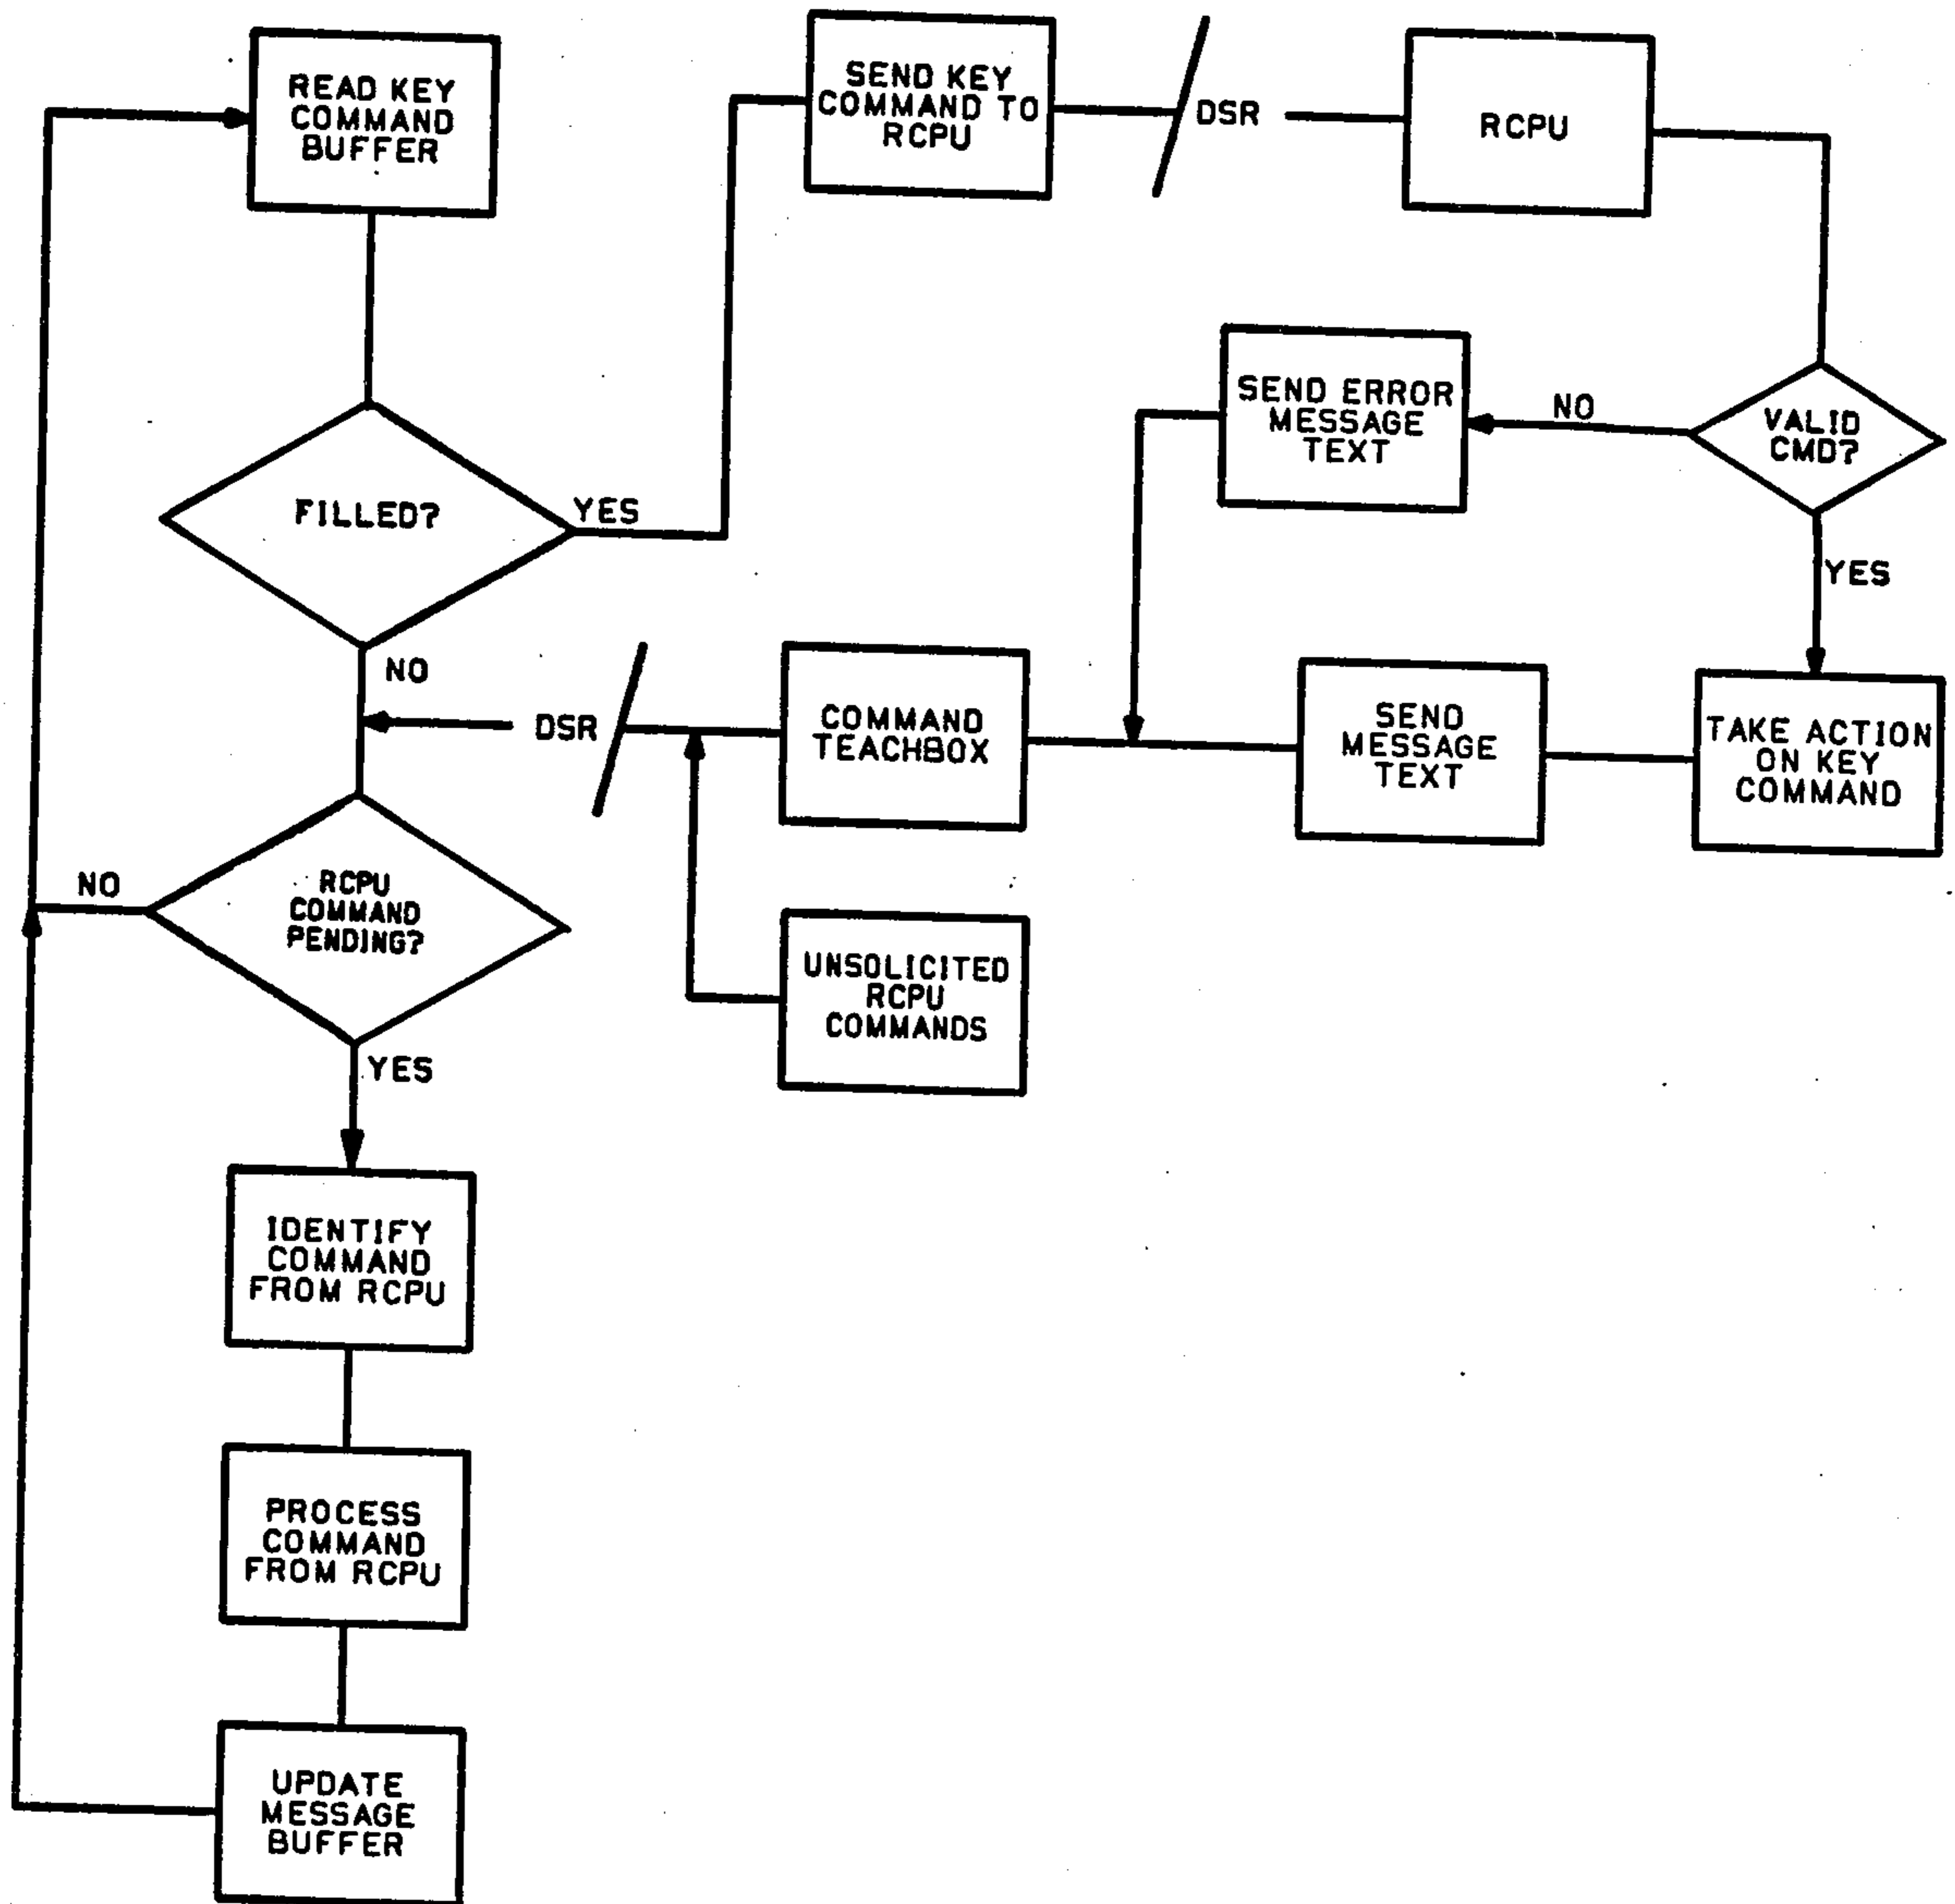 READ KEY
COMMAND
BUFFER
SEND KEY
COMMAND TO
RCPU
DSR
RCPU
SEND ERROR
MESSAGE
TEXT
NO
VALID
CMD?
FILLED?
YES
YES
NO
DSR
COMMAND
TEACHBOX
SEND
MESSAGE
TEXT
TAKE ACTION
ON KEY
COMMAND
NO
RCPU
COMMAND
PENDING?
UNSOLICITED
RCPU
COMMANDS
YES
IDENTIFY
COMMAND
FROM RCPU
PROCESS
COMMAND
FROM RCPU
UPDATE
MESSAGE
BUFFER